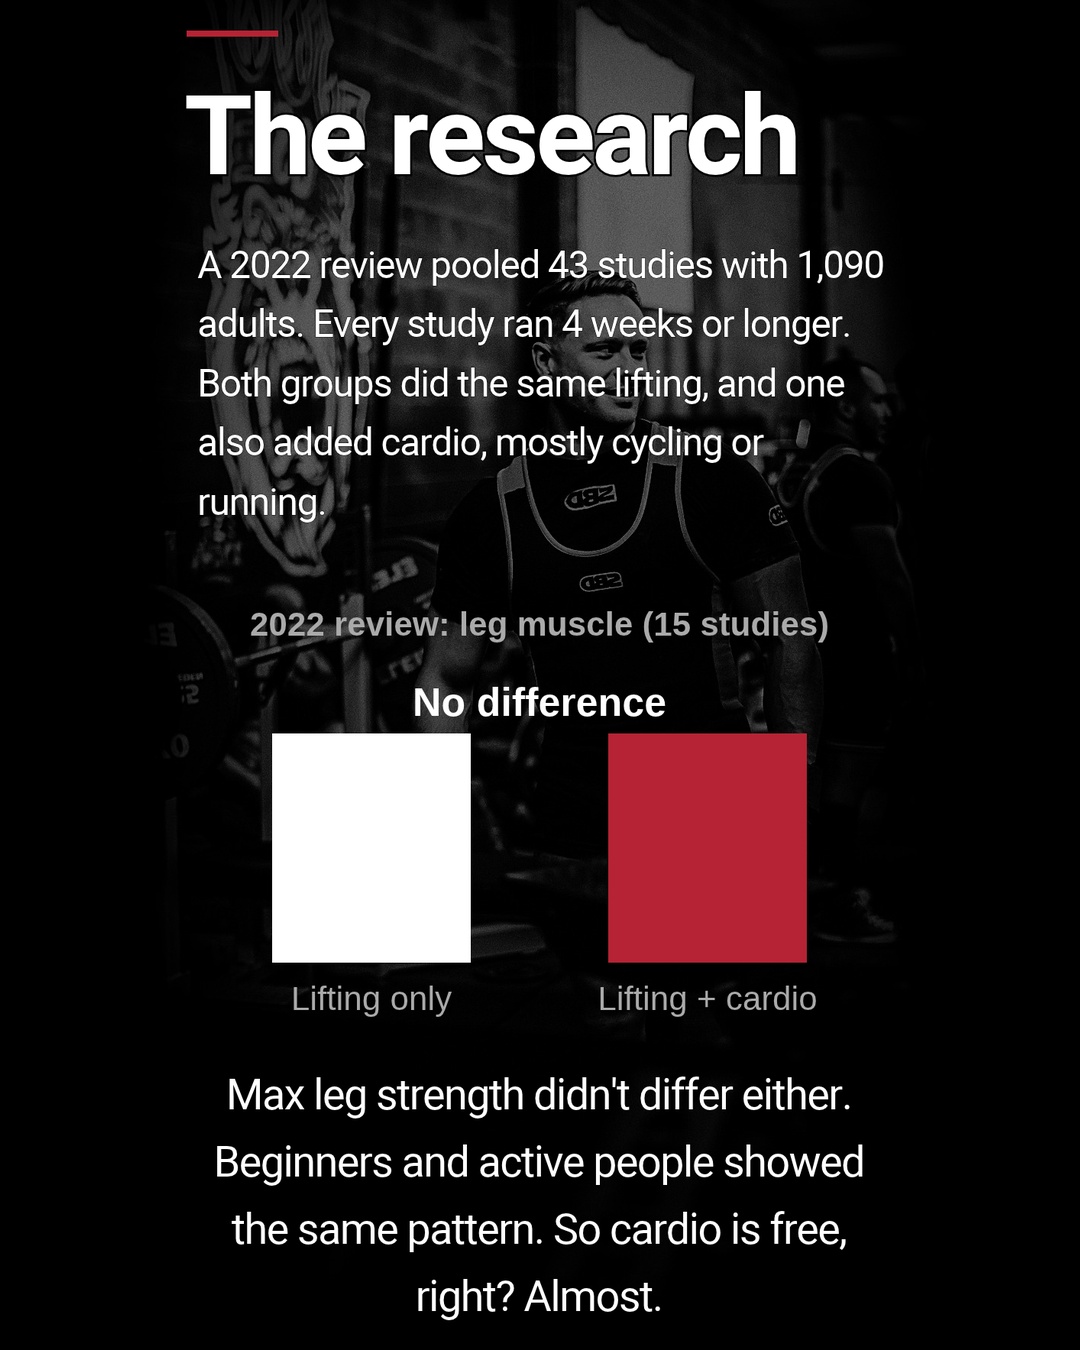 The research
A 2022 review pooled 43 studies with 1,090
adults. Every study ran 4 weeks or longer.
Both groups did the same lifting, and one
also added cardio, mostly cycling or
running.
2022 review: leg muscle (15 studies)
No difference
Lifting only
Lifting + cardio
Max leg strength didn't differ either.
Beginners and active people showed
the same pattern. So cardio is free,
right? Almost.